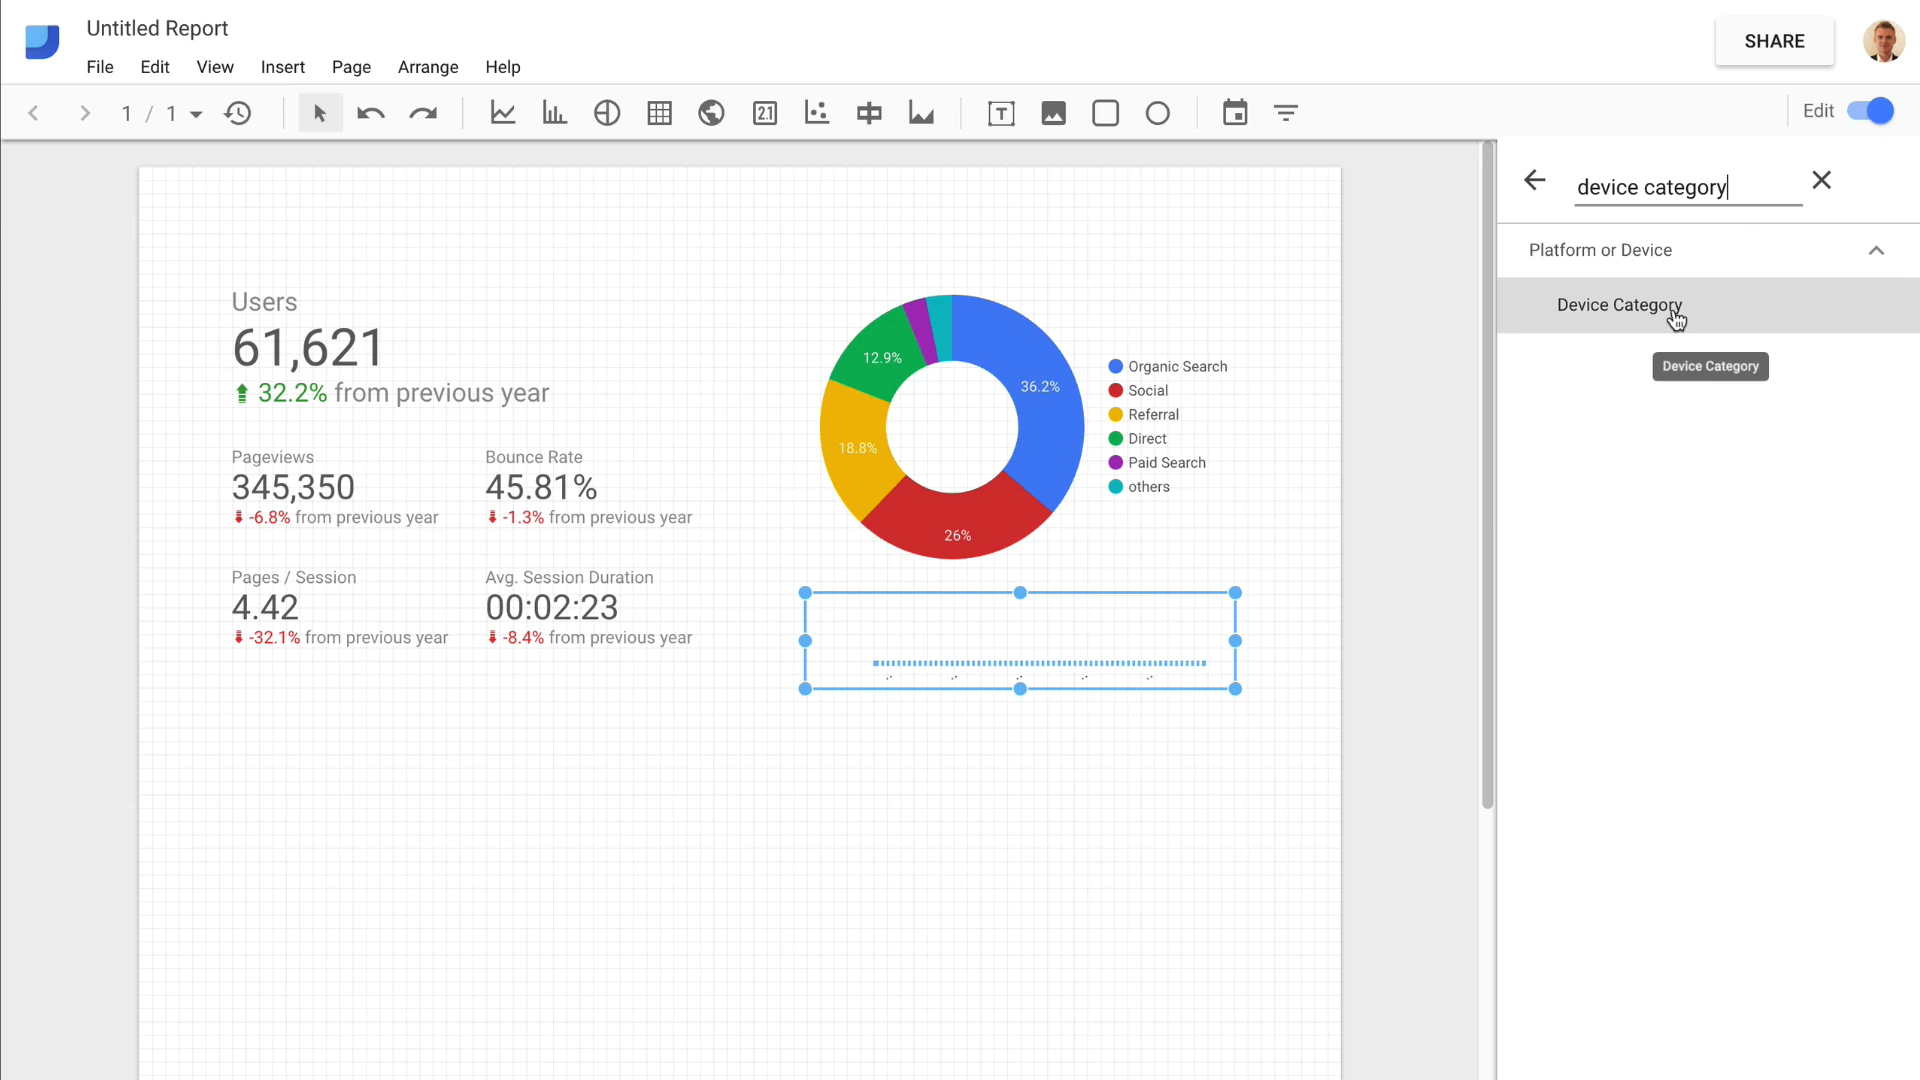 Untitled Report
File Edit View Insert Page Arrange Help
SHARE
1 / 1
2.1
T
Edit
device category
Platform or Device
Device Category
Device Category
Users
61,621
32.2% from previous year
Pageviews
345,350
-6.8% from previous year
Bounce Rate
45.81%
-1.3% from previous year
Pages / Session
4.42
-32.1% from previous year
Avg. Session Duration
00:02:23
-8.4% from previous year
12.9%
36.2%
18.8%
26%
Organic Search
Social
Referral
Direct
Paid Search
others